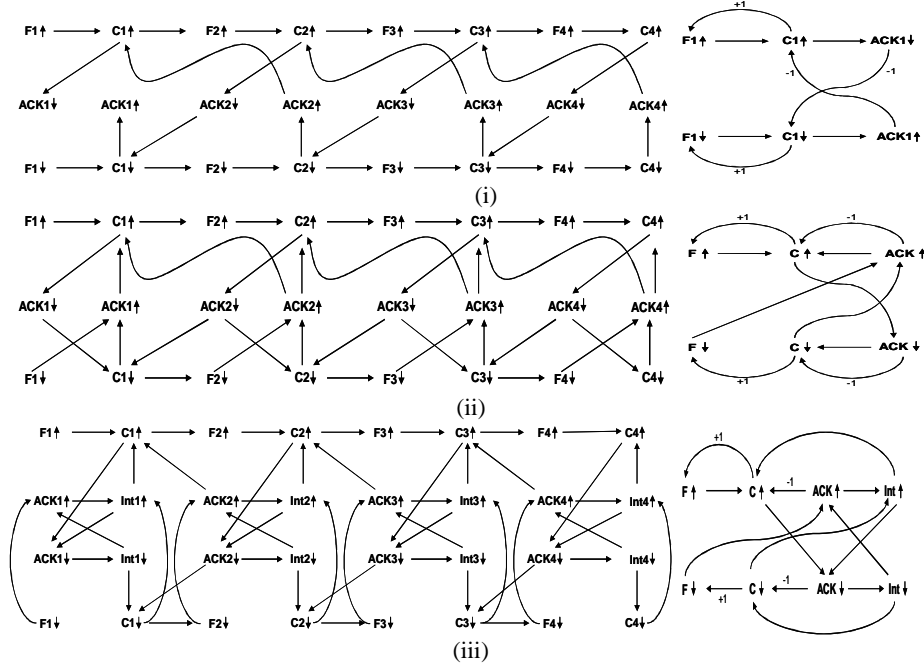 F1↑ C1↑ F2↑ C2↑ F3↑ C3↑ F4↑ C4↑
ACK1↓ ACK1↑ ACK2↓ ACK2↑ ACK3↓ ACK3↑ ACK4↓ ACK4↑
F1↓ C1↓ F2↓ C2↓ F3↓ C3↓ F4↓ C4↓
+1
F1↑ C1↑ ACK1↓
-1 -1
F1↓ C1↓ ACK1↑
+1
(i)
F1↑ C1↑ F2↑ C2↑ F3↑ C3↑ F4↑ C4↑
ACK1↓ ACK1↑ ACK2↓ ACK2↑ ACK3↓ ACK3↑ ACK4↓ ACK4↑
F1↓ C1↓ F2↓ C2↓ F3↓ C3↓ F4↓ C4↓
+1 -1
F↑ C↑ ACK↑
F↓ C↓ ACK↓
+1 -1
(ii)
F1↑ C1↑ F2↑ C2↑ F3↑ C3↑ F4↑ C4↑
ACK1↑ Int1↑ ACK2↑ Int2↑ ACK3↑ Int3↑ ACK4↑ Int4↑
ACK1↓ Int1↓ ACK2↓ Int2↓ ACK3↓ Int3↓ ACK4↓ Int4↓
F1↓ C1↓ F2↓ C2↓ F3↓ C3↓ F4↓ C4↓
+1
F↑ C↑ -1 ACK↑ Int↑
F↓ +1 C↓ -1 ACK↓ Int↓
(iii)